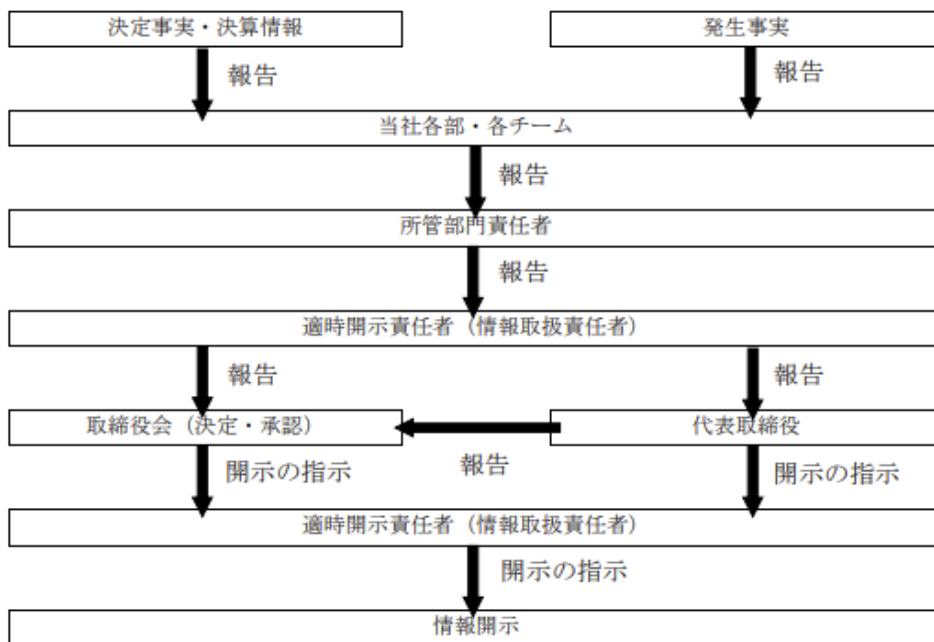 決定事実・決算情報
発生事実
報告
報告
当社各部・各チーム
報告
所管部門責任者
報告
適時開示責任者（情報取扱責任者）
報告
報告
取締役会（決定・承認）
代表取締役
報告
開示の指示
開示の指示
適時開示責任者（情報取扱責任者）
開示の指示
情報開示